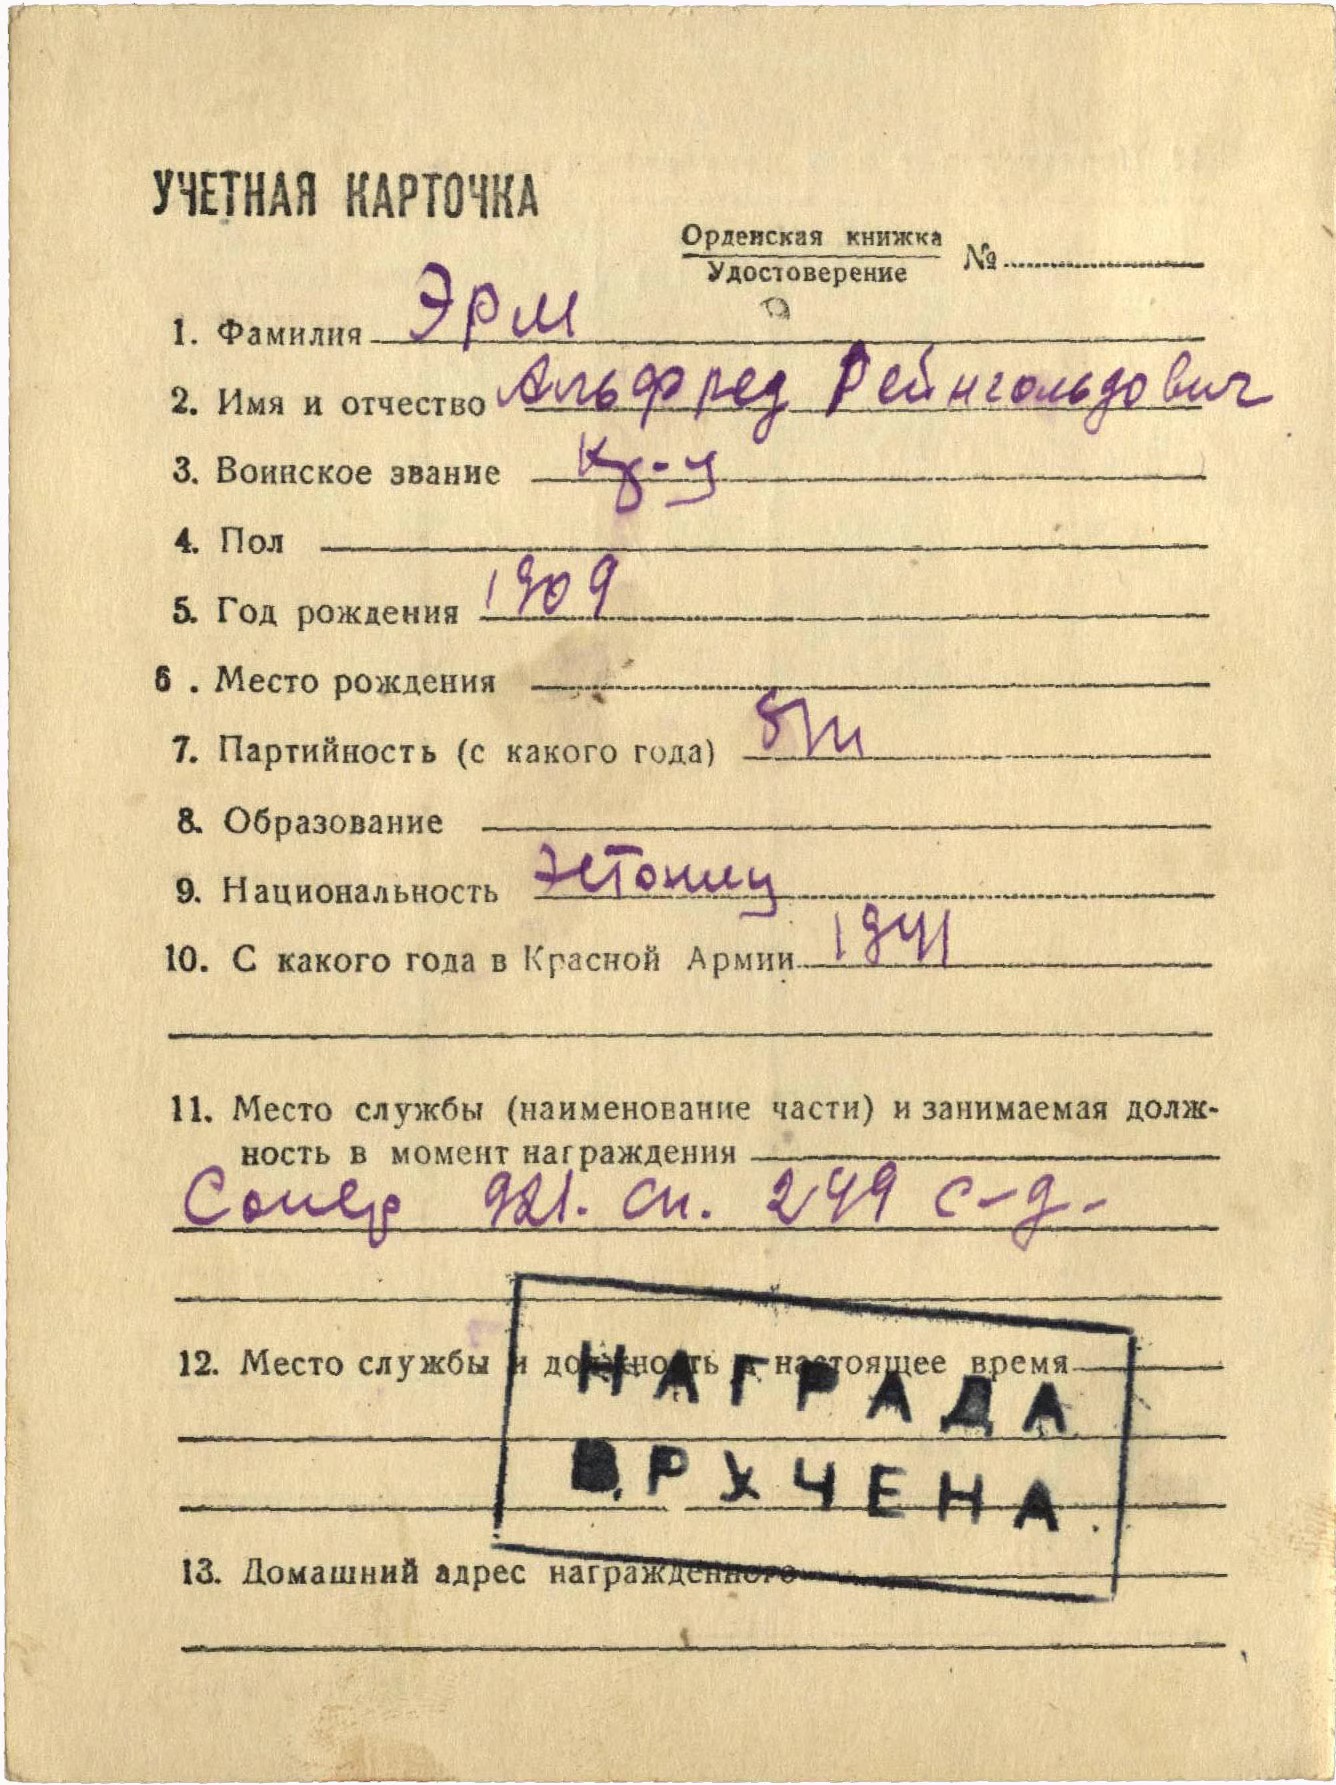 УЧЕТНАЯ КАРТОЧКА
Орденская книжка
Удостоверение №
1. Фамилия Эрм
2. Имя и отчество Альфред Рейнгольдович
3. Воинское звание кр-ц
4. Пол
5. Год рождения 1909
6. Место рождения
7. Партийность (с какого года) б/п
8. Образование
9. Национальность Эстонец
10. С какого года в Красной Армии 1941
11. Место службы (наименование части) и занимаемая долж-
ность в момент награждения
Сапер 921. сп. 249 с-д-
12. Место службы и должность в настоящее время
НАГРАДА
ВРУЧЕНА
13. Домашний адрес награжденного